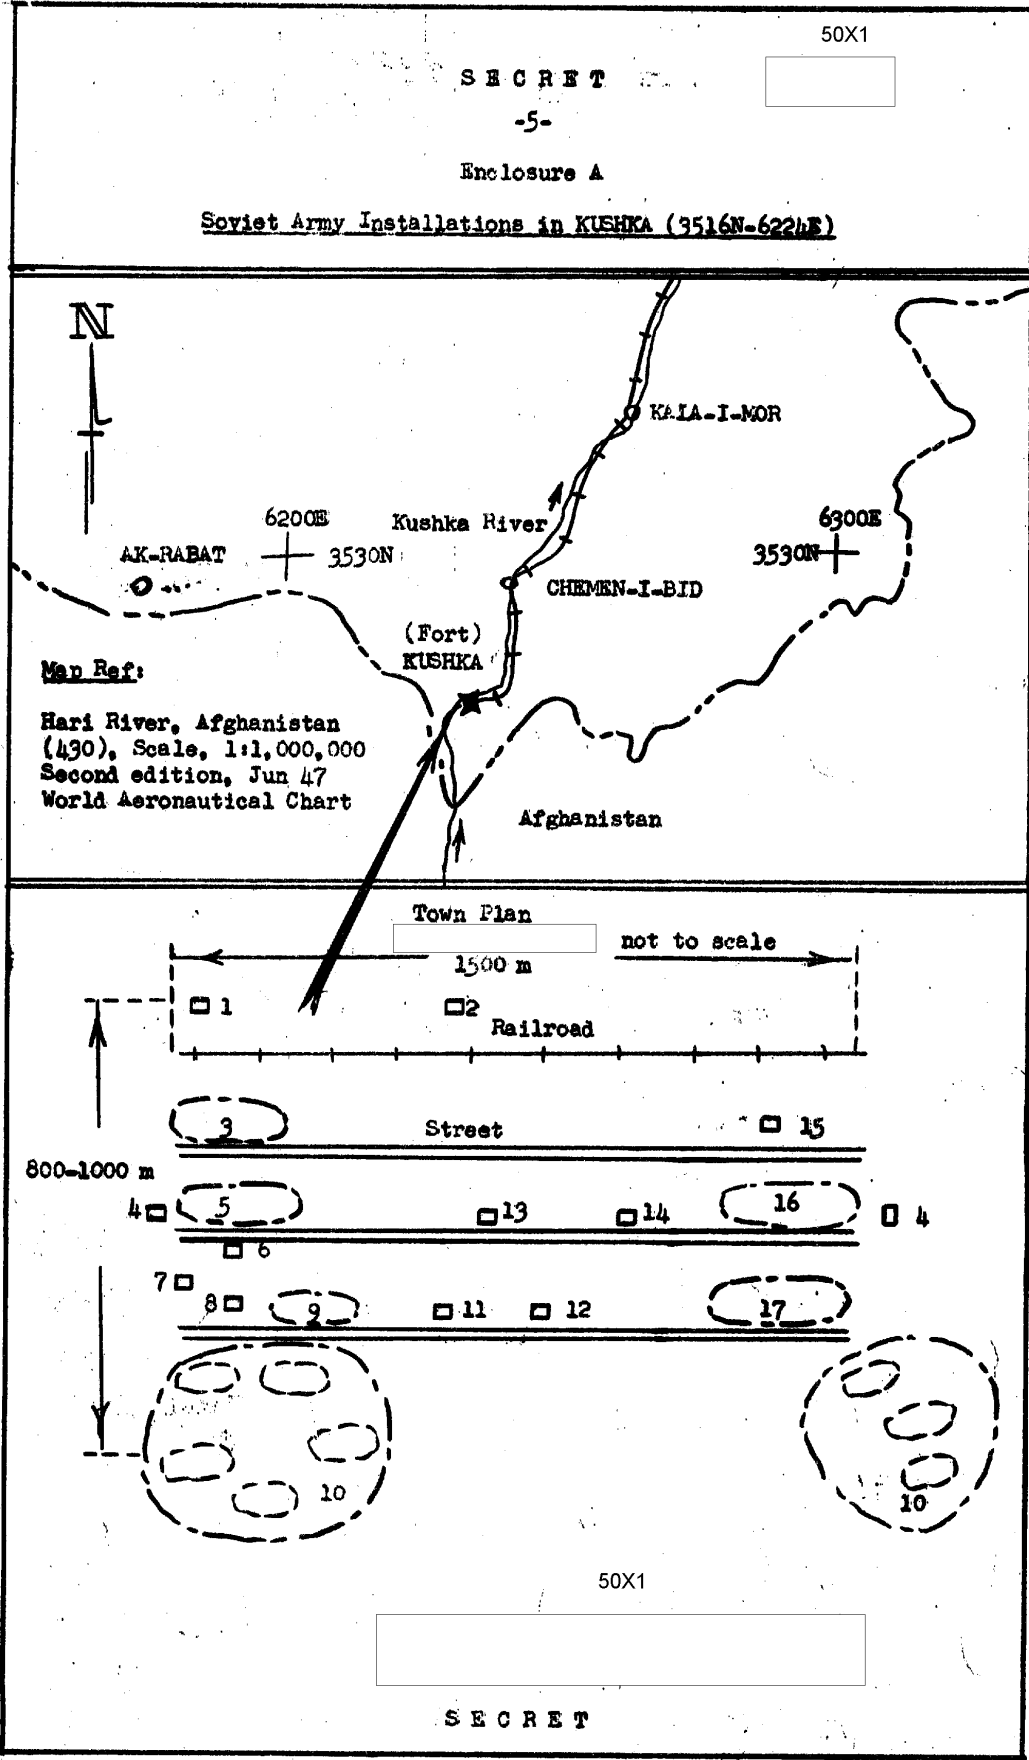 50X1
SECRET
-5-
Enclosure A
Soviet Army Installations in KUSHKA (3516N-6224E)
N
KALA-I-MOR
6200E
Kushka River
6300E
AK-RABAT
3530N
3530N
CHEMEN-I-BID
(Fort)
KUSHKA
Map Ref:
Hari River, Afghanistan
(430), Scale, 1:1,000,000
Second edition, Jun 47
World Aeronautical Chart
Afghanistan
Town Plan
not to scale
1500 m
1
2
Railroad
3
Street
15
800-1000 m
4
5
13
14
16
4
6
7
8
9
11
12
17
10
10
50X1
SECRET